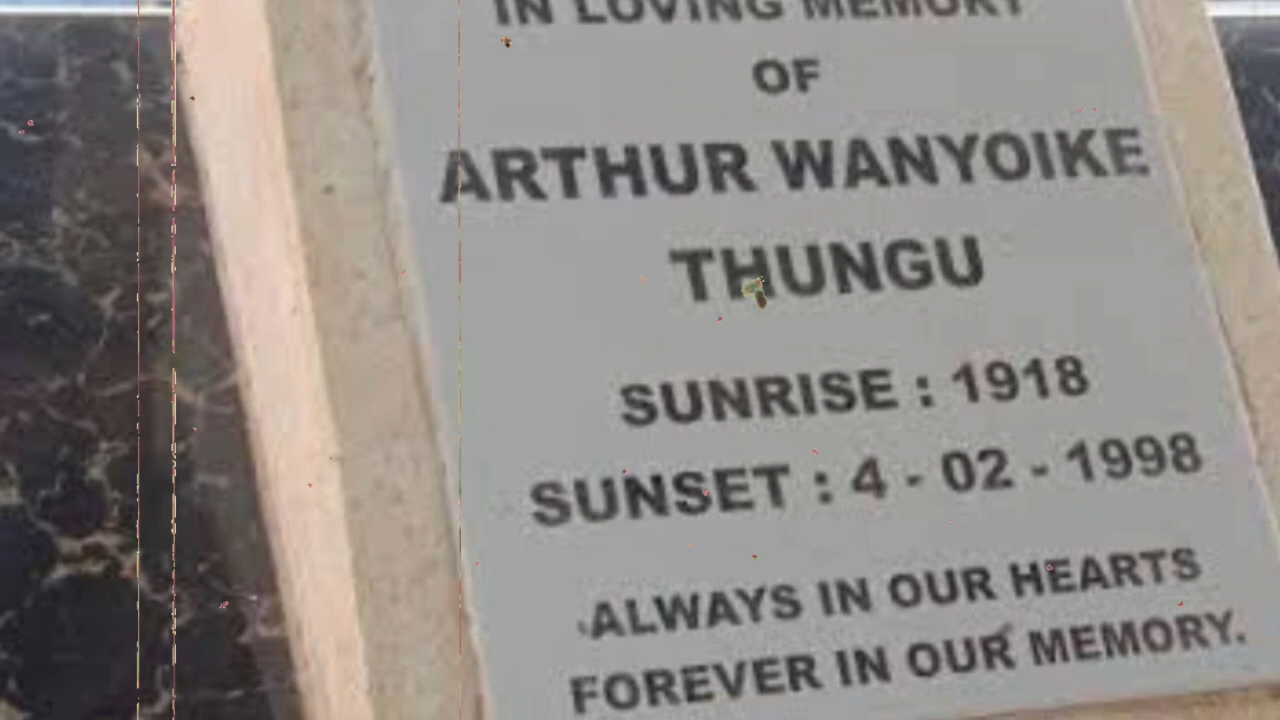 IN LOVING MEMORY
OF
ARTHUR WANYOIKE
THUNGU
SUNRISE : 1918
SUNSET : 4 - 02 - 1998
ALWAYS IN OUR HEARTS
FOREVER IN OUR MEMORY.